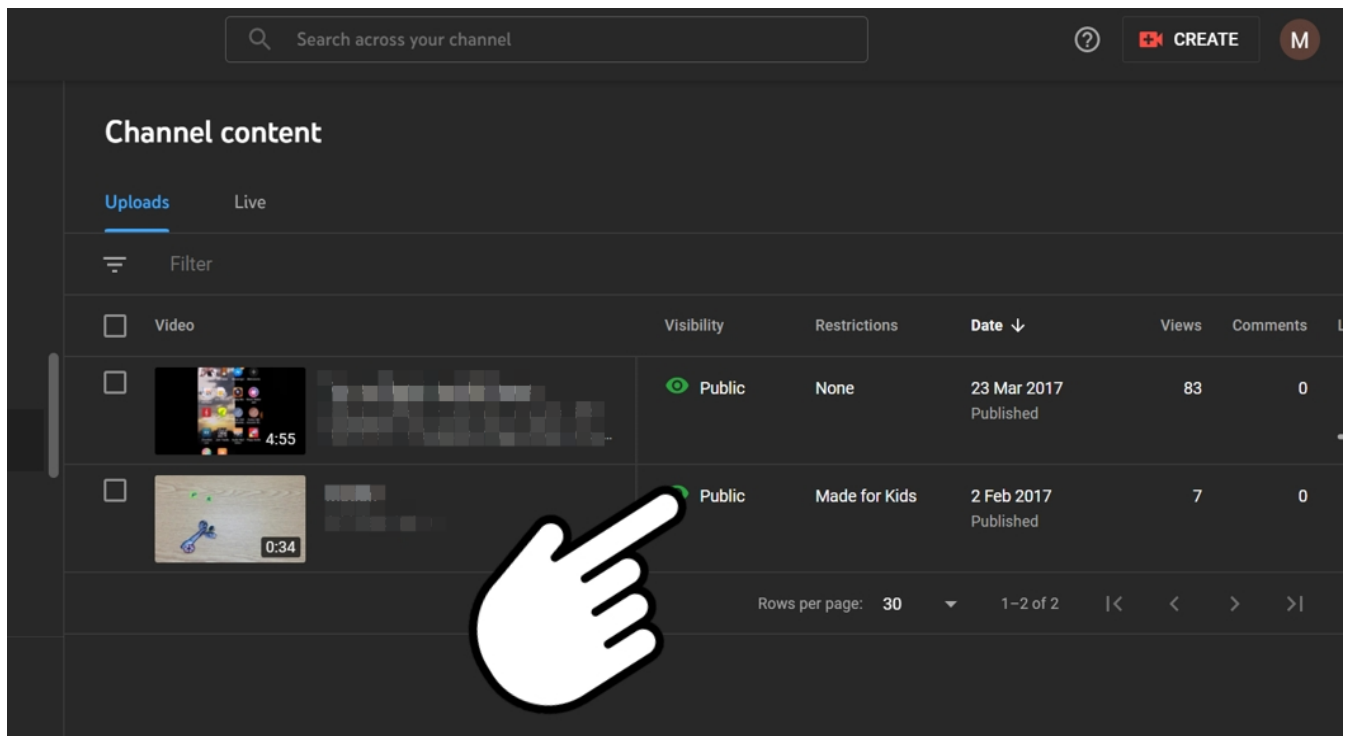 Search across your channel
CREATE
M
Channel content
Uploads Live
Filter
Video Visibility Restrictions Date Views Comments
4:55 Public None 23 Mar 2017 83 0
Published
Public Made for Kids 2 Feb 2017 7 0
Published
0:34
Rows per page: 30 1–2 of 2